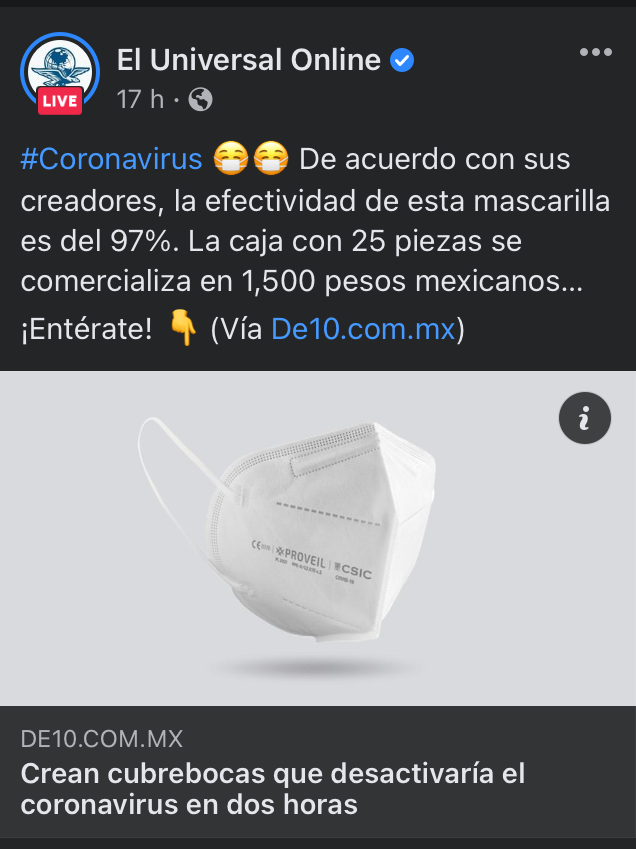 El Universal Online
LIVE
17 h ·
#Coronavirus 😷😷 De acuerdo con sus
creadores, la efectividad de esta mascarilla
es del 97%. La caja con 25 piezas se
comercializa en 1,500 pesos mexicanos...
¡Entérate! 👇 (Vía De10.com.mx)
i
CE PROVEIL CSIC
COVID-19
DE10.COM.MX
Crean cubrebocas que desactivaría el
coronavirus en dos horas